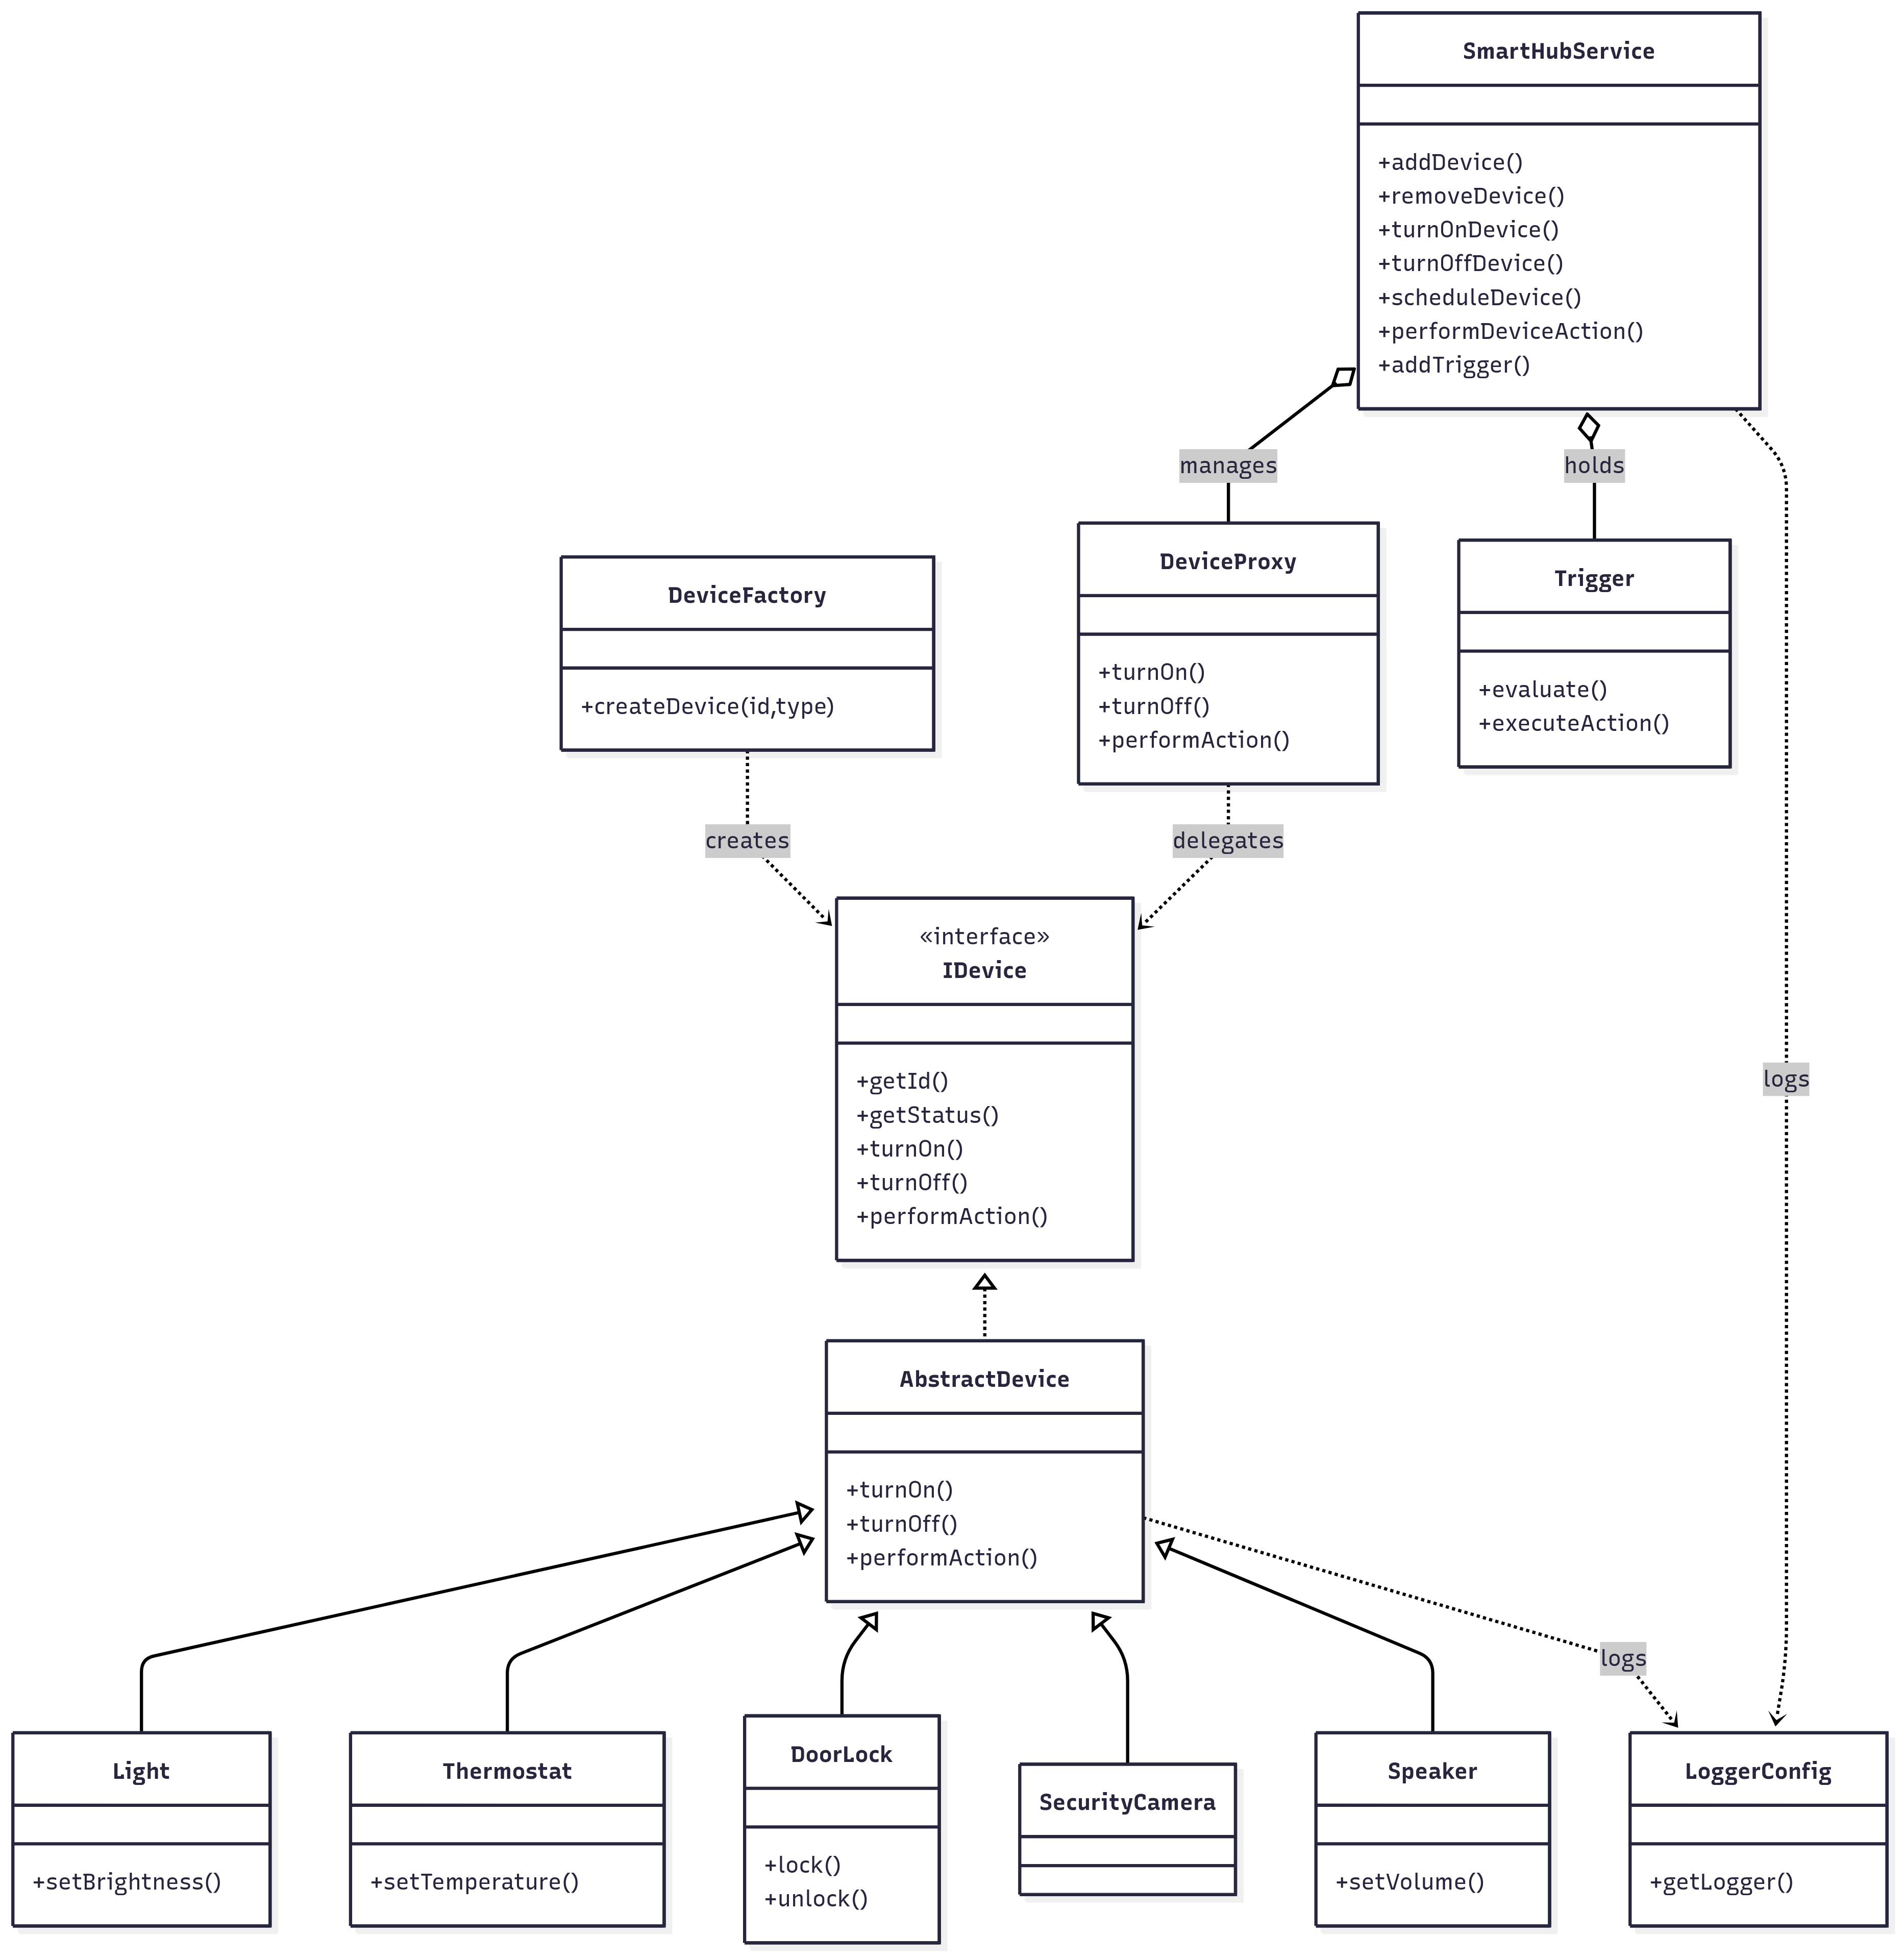 SmartHubService
+addDevice()
+removeDevice()
+turnOnDevice()
+turnOffDevice()
+scheduleDevice()
+performDeviceAction()
+addTrigger()
manages
holds
DeviceFactory
+createDevice(id,type)
DeviceProxy
+turnOn()
+turnOff()
+performAction()
Trigger
+evaluate()
+executeAction()
creates
delegates
«interface»
IDevice
+getId()
+getStatus()
+turnOn()
+turnOff()
+performAction()
logs
AbstractDevice
+turnOn()
+turnOff()
+performAction()
logs
Light
+setBrightness()
Thermostat
+setTemperature()
DoorLock
+lock()
+unlock()
SecurityCamera
Speaker
+setVolume()
LoggerConfig
+getLogger()